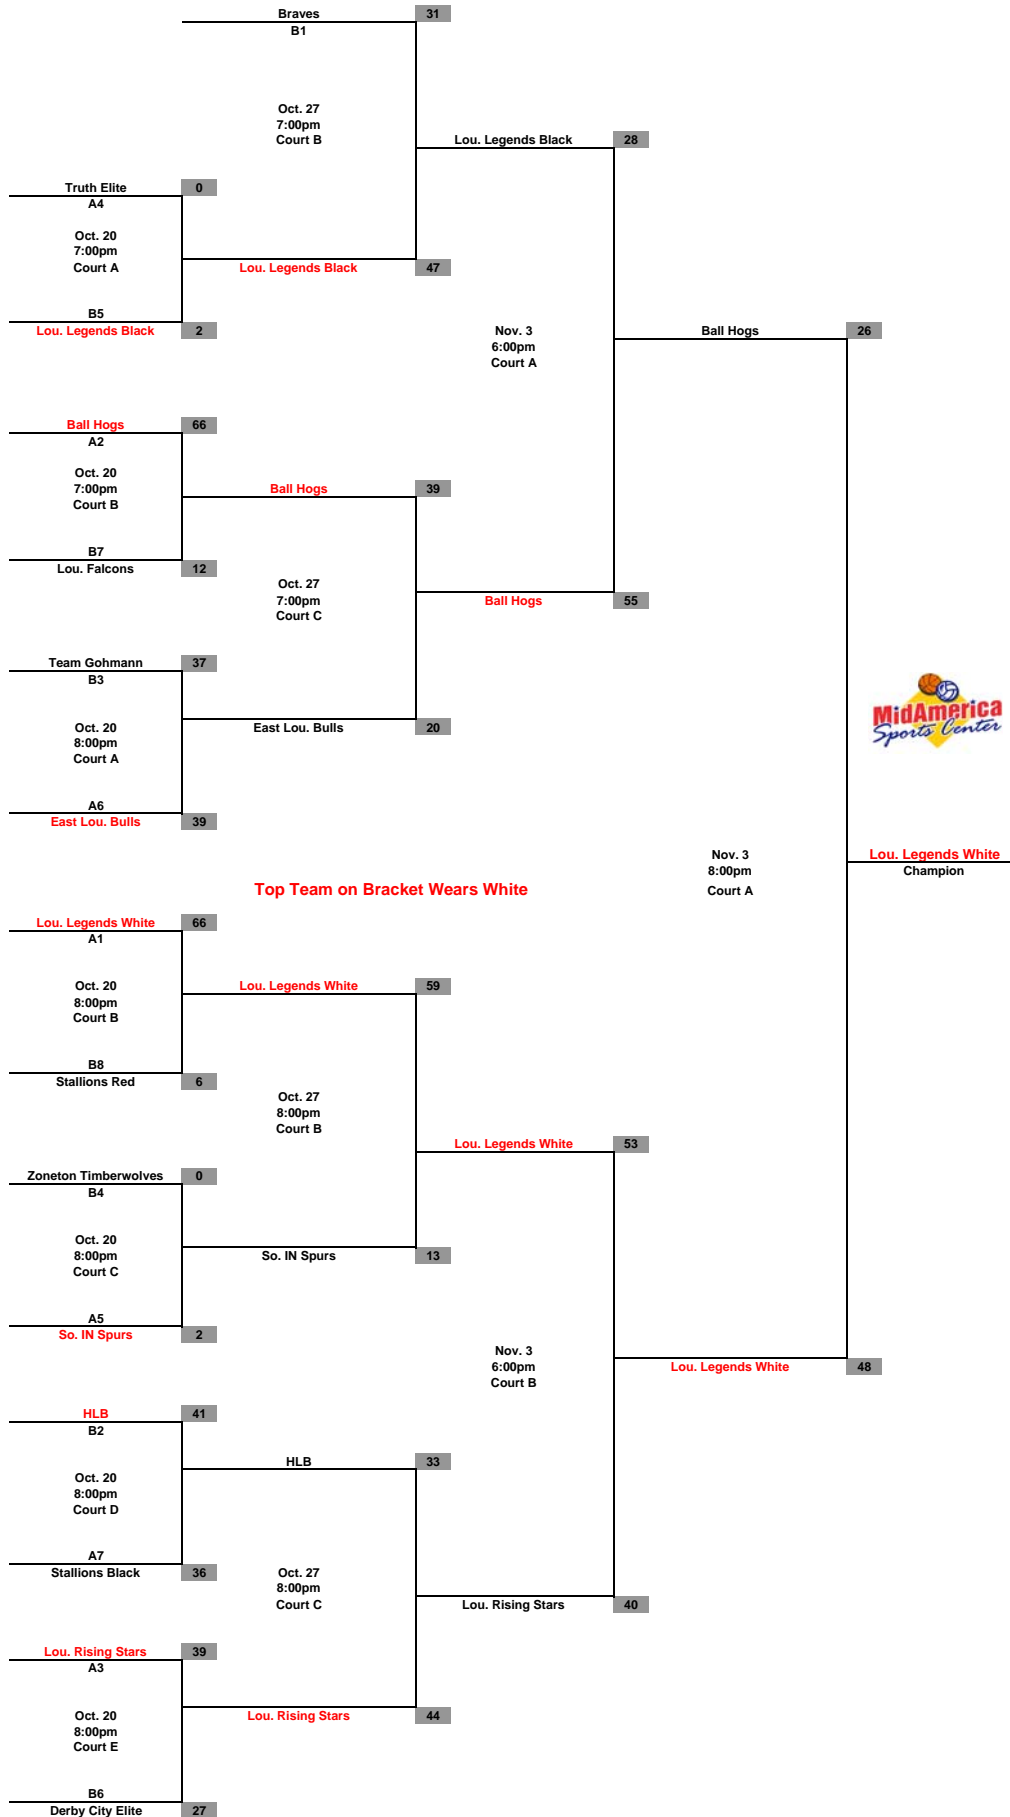 Braves 31
B1
Oct. 27
7:00pm
Court B
Lou. Legends Black 28
Truth Elite 0
A4
Oct. 20
7:00pm
Court A
Lou. Legends Black 47
B5
Lou. Legends Black 2
Nov. 3
6:00pm
Court A
Ball Hogs 26
Ball Hogs 66
A2
Oct. 20
7:00pm
Court B
Ball Hogs 39
B7
Lou. Falcons 12
Oct. 27
7:00pm
Court C
Ball Hogs 55
Team Gohmann 37
B3
Oct. 20
8:00pm
Court A
East Lou. Bulls 20
MidAmerica
Sports Center
A6
East Lou. Bulls 39
Nov. 3
8:00pm
Court A
Lou. Legends White
Champion
Top Team on Bracket Wears White
Lou. Legends White 66
A1
Oct. 20
8:00pm
Court B
Lou. Legends White 59
B8
Stallions Red 6
Oct. 27
8:00pm
Court B
Lou. Legends White 53
Zoneton Timberwolves 0
B4
Oct. 20
8:00pm
Court C
So. IN Spurs 13
A5
So. IN Spurs 2
Nov. 3
6:00pm
Court B
Lou. Legends White 48
HLB 41
B2
Oct. 20
8:00pm
Court D
HLB 33
A7
Stallions Black 36
Oct. 27
8:00pm
Court C
Lou. Rising Stars 40
Lou. Rising Stars 39
A3
Oct. 20
8:00pm
Court E
Lou. Rising Stars 44
B6
Derby City Elite 27